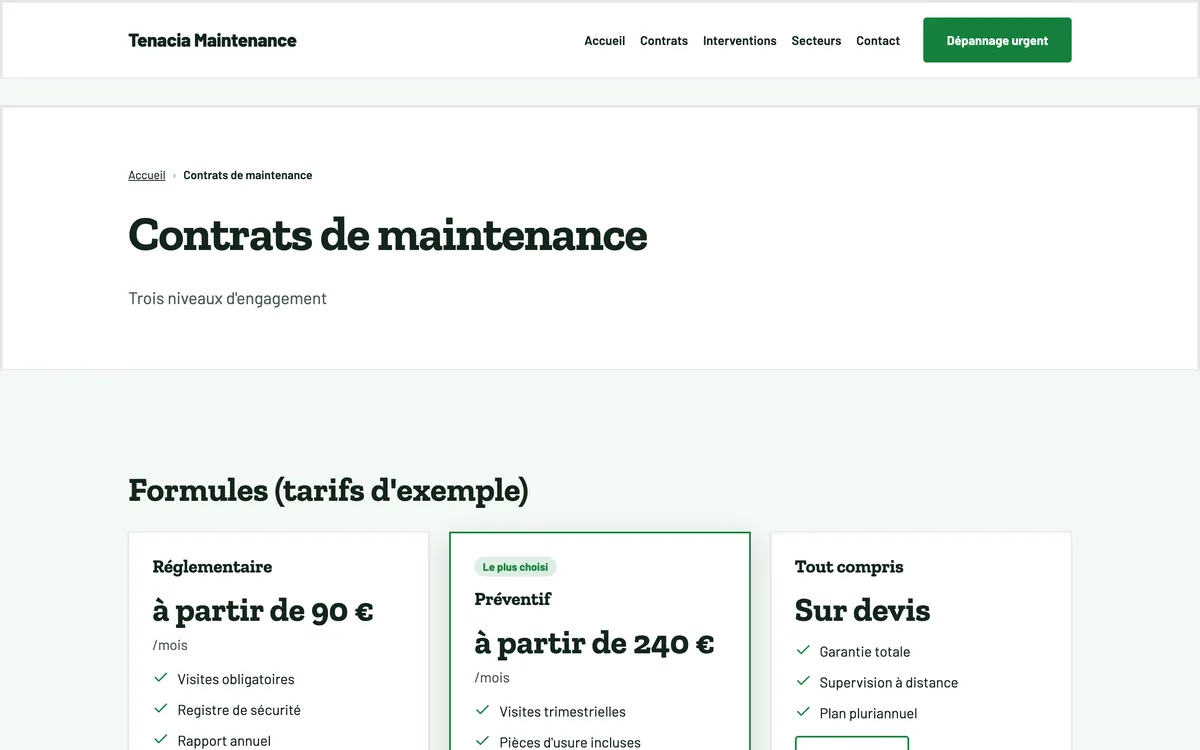 Tenacia Maintenance
Accueil
Contrats
Interventions
Secteurs
Contact
Dépannage urgent
Accueil › Contrats de maintenance
Contrats de maintenance
Trois niveaux d'engagement
Formules (tarifs d'exemple)
Réglementaire
à partir de 90 €
/mois
Visites obligatoires
Registre de sécurité
Rapport annuel
Le plus choisi
Préventif
à partir de 240 €
/mois
Visites trimestrielles
Pièces d'usure incluses
Tout compris
Sur devis
Garantie totale
Supervision à distance
Plan pluriannuel